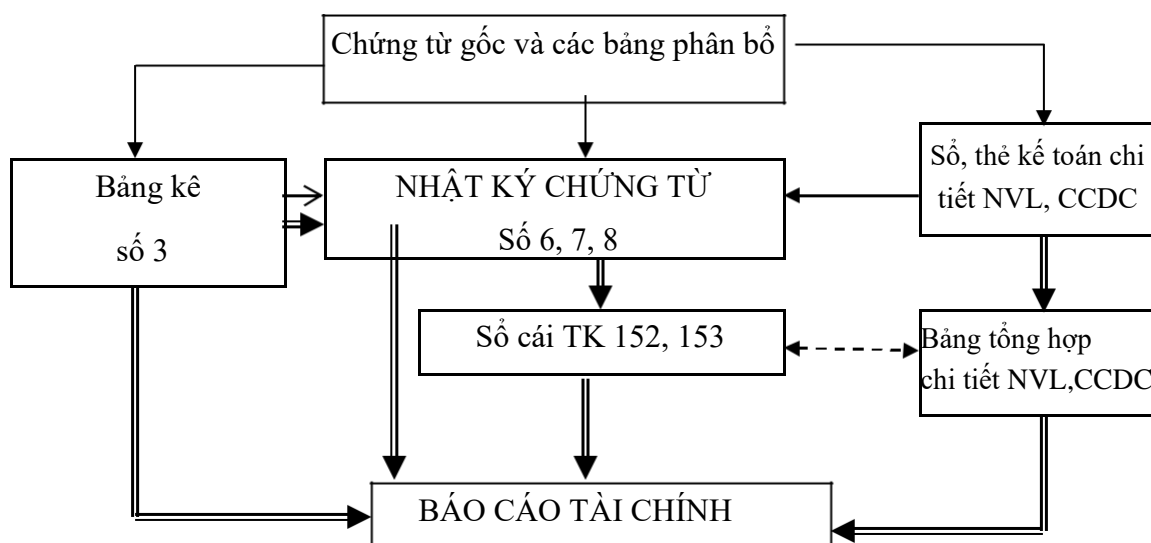 Chứng từ gốc và các bảng phân bổ
Bảng kê
số 3
NHẬT KÝ CHỨNG TỪ
Số 6, 7, 8
Sổ, thẻ kế toán chi
tiết NVL, CCDC
Sổ cái TK 152, 153
Bảng tổng hợp
chi tiết NVL,CCDC
BÁO CÁO TÀI CHÍNH